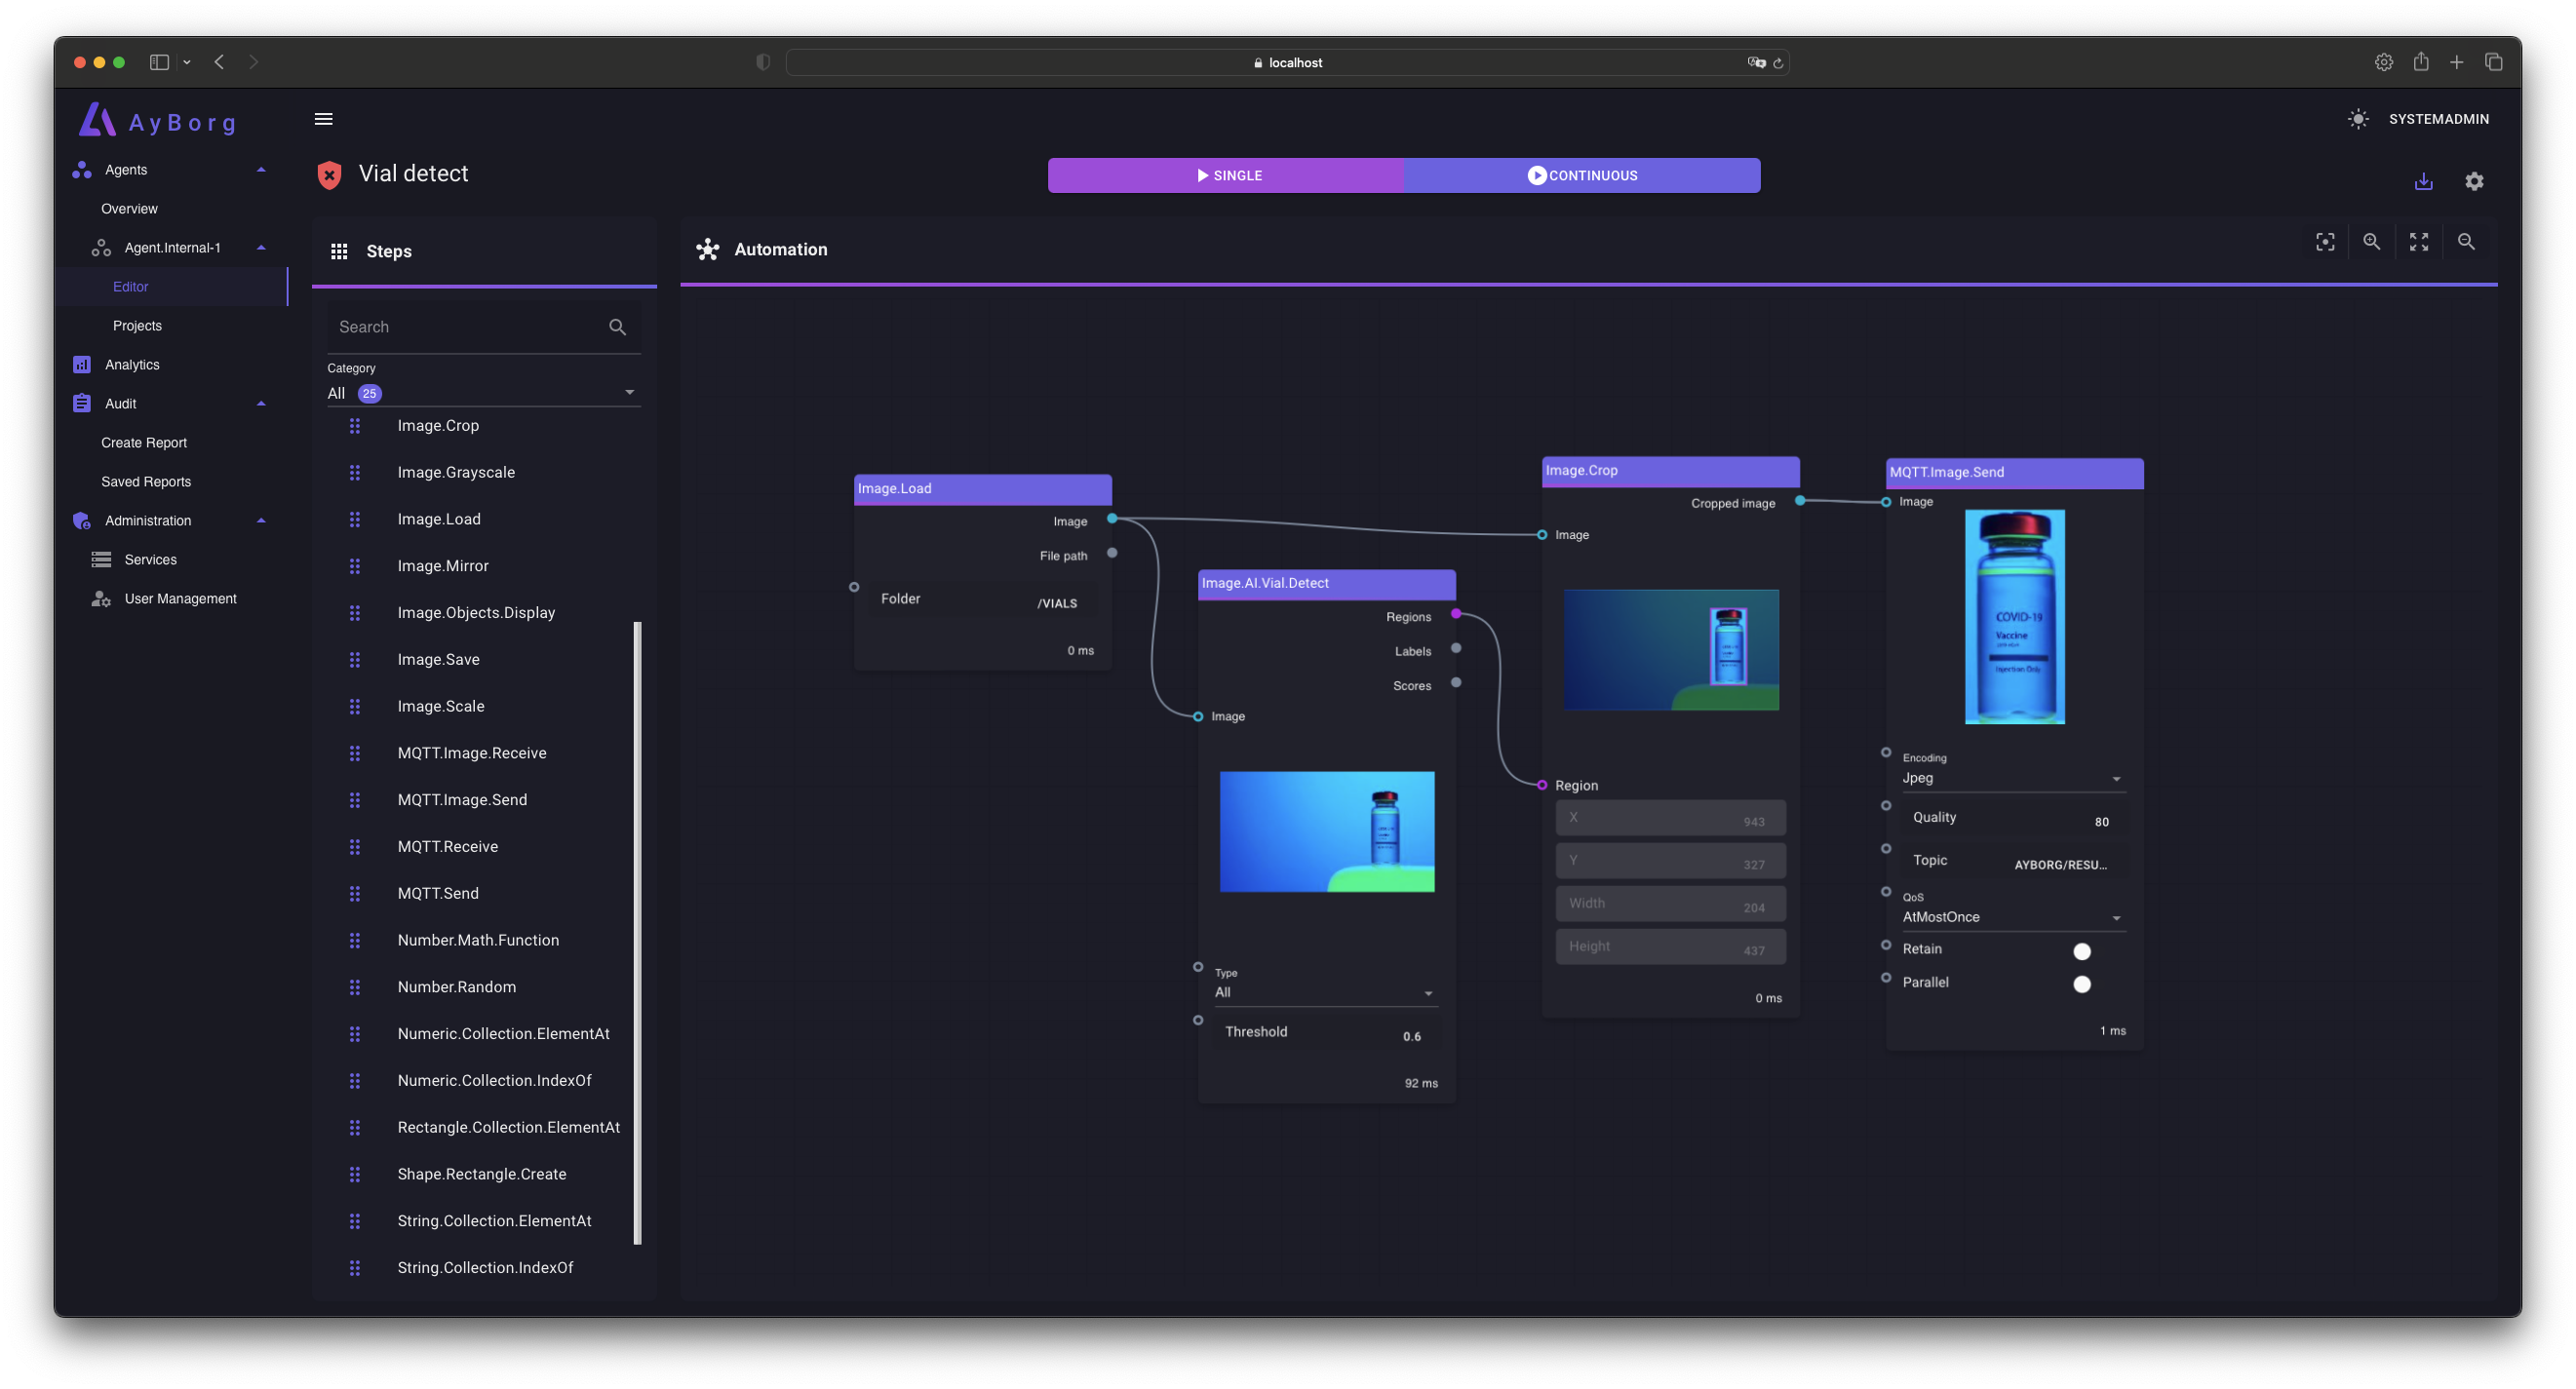 localhost
AyBorg
SYSTEMADMIN
Agents
Overview
Agent.Internal-1
Editor
Projects
Analytics
Audit
Create Report
Saved Reports
Administration
Services
User Management
Vial detect
SINGLE
CONTINUOUS
Steps
Search
Category
All 25
Image.Crop
Image.Grayscale
Image.Load
Image.Mirror
Image.Objects.Display
Image.Save
Image.Scale
MQTT.Image.Receive
MQTT.Image.Send
MQTT.Receive
MQTT.Send
Number.Math.Function
Number.Random
Numeric.Collection.ElementAt
Numeric.Collection.IndexOf
Rectangle.Collection.ElementAt
Shape.Rectangle.Create
String.Collection.ElementAt
String.Collection.IndexOf
Automation
Image.Load
Image
File path
Folder /VIALS
0 ms
Image.AI.Vial.Detect
Regions
Labels
Scores
Image
Type
All
Threshold 0.6
92 ms
Image.Crop
Cropped image
Image
Region
X 943
Y 327
Width 204
Height 437
0 ms
MQTT.Image.Send
Image
COVID-19
Vaccine
Injection Only
Encoding
Jpeg
Quality 80
Topic AYBORG/RESU...
QoS
AtMostOnce
Retain
Parallel
1 ms